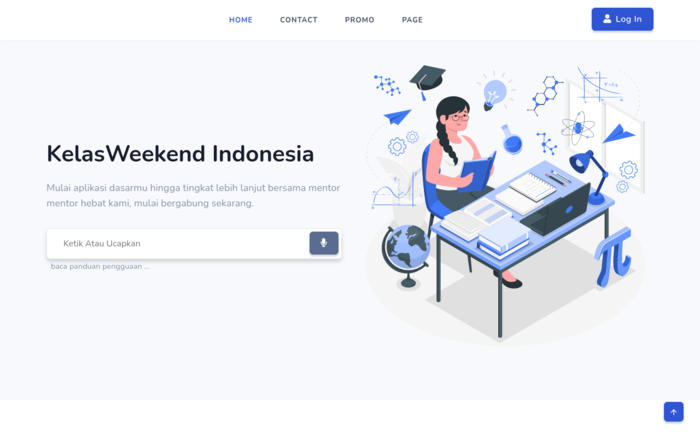 HOME CONTACT PROMO PAGE Log In
KelasWeekend Indonesia
Mulai aplikasi dasarmu hingga tingkat lebih lanjut bersama mentor
mentor hebat kami, mulai bergabung sekarang.
Ketik Atau Ucapkan
baca panduan pengguaan ...